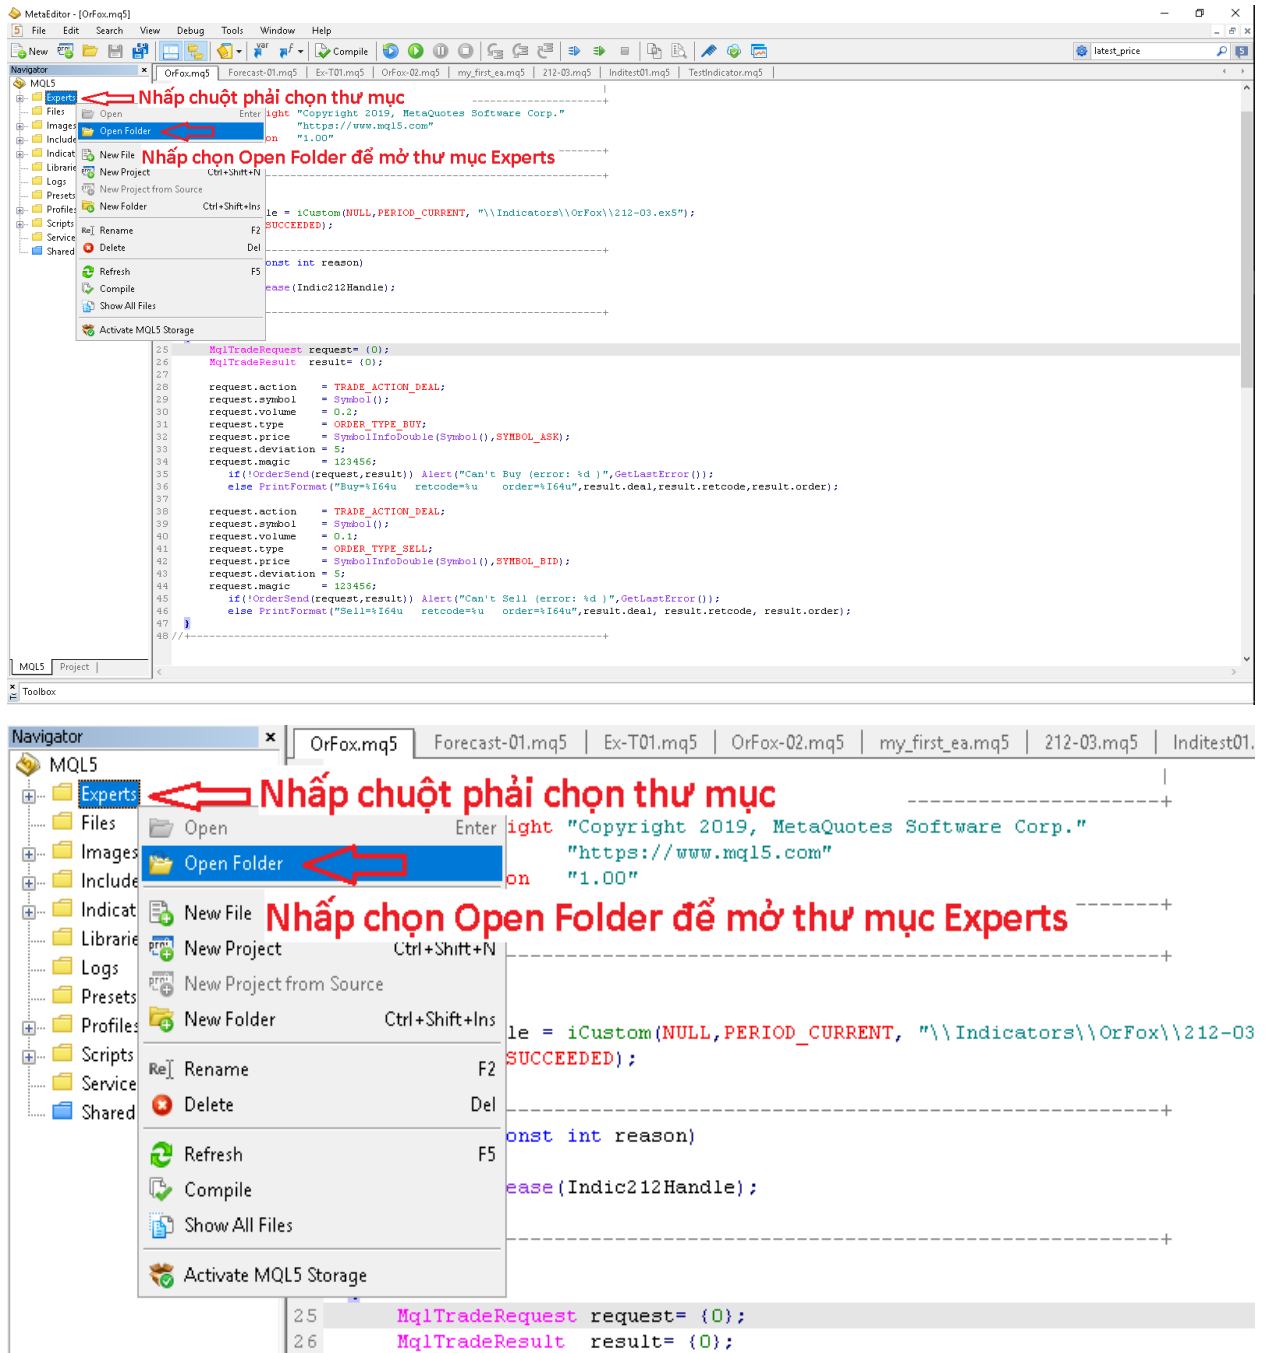 MetaEditor - [OrFox.mq5]
File Edit Search View Debug Tools Window Help
New Compile latest_price
Navigator
OrFox.mq5 Forecast-01.mq5 Ex-T01.mq5 OrFox-02.mq5 my_first_ea.mq5 212-03.mq5 Inditest01.mq5 TestIndicator.mq5
MQL5
Experts
Nhấp chuột phải chọn thư mục
Files
Open Enter
ight "Copyright 2019, MetaQuotes Software Corp."
Images
"https://www.mql5.com"
Open Folder
Include
on "1.00"
Indicat
New File
Nhấp chọn Open Folder để mở thư mục Experts
Librarie
New Project Ctrl+Shift+N
Logs
New Project from Source
Presets
Profiles
New Folder Ctrl+Shift+Ins
le = iCustom(NULL,PERIOD_CURRENT, "\\Indicators\\OrFox\\212-03.ex5");
Scripts
SUCCEEDED);
Rename F2
Service
Delete Del
Shared
onst int reason)
Refresh F5
Compile
ease(Indic212Handle);
Show All Files
Activate MQL5 Storage
25 MqlTradeRequest request= {0};
26 MqlTradeResult result= {0};
27
28 request.action = TRADE_ACTION_DEAL;
29 request.symbol = Symbol();
30 request.volume = 0.2;
31 request.type = ORDER_TYPE_BUY;
32 request.price = SymbolInfoDouble(Symbol(),SYMBOL_ASK);
33 request.deviation = 5;
34 request.magic = 123456;
35 if(!OrderSend(request,result)) Alert("Can't Buy (error: %d )",GetLastError());
36 else PrintFormat("Buy=%I64u retcode=%u order=%I64u",result.deal,result.retcode,result.order);
37
38 request.action = TRADE_ACTION_DEAL;
39 request.symbol = Symbol();
40 request.volume = 0.1;
41 request.type = ORDER_TYPE_SELL;
42 request.price = SymbolInfoDouble(Symbol(),SYMBOL_BID);
43 request.deviation = 5;
44 request.magic = 123456;
45 if(!OrderSend(request,result)) Alert("Can't Sell (error: %d )",GetLastError());
46 else PrintFormat("Sell=%I64u retcode=%u order=%I64u",result.deal, result.retcode, result.order);
47 }
48 //+------------------------------------------------------------------+
MQL5 Project
Toolbox
Navigator
OrFox.mq5 Forecast-01.mq5 Ex-T01.mq5 OrFox-02.mq5 my_first_ea.mq5 212-03.mq5 Inditest01.
MQL5
Experts
Nhấp chuột phải chọn thư mục
Files
Open Enter
ight "Copyright 2019, MetaQuotes Software Corp."
Images
"https://www.mql5.com"
Open Folder
Include
on "1.00"
Indicat
New File
Nhấp chọn Open Folder để mở thư mục Experts
Librarie
New Project Ctrl+Shift+N
Logs
New Project from Source
Presets
Profiles
New Folder Ctrl+Shift+Ins
le = iCustom(NULL,PERIOD_CURRENT, "\\Indicators\\OrFox\\212-03
Scripts
SUCCEEDED);
Rename F2
Service
Delete Del
Shared
onst int reason)
Refresh F5
Compile
ease(Indic212Handle);
Show All Files
Activate MQL5 Storage
25 MqlTradeRequest request= {0};
26 MqlTradeResult result= {0};